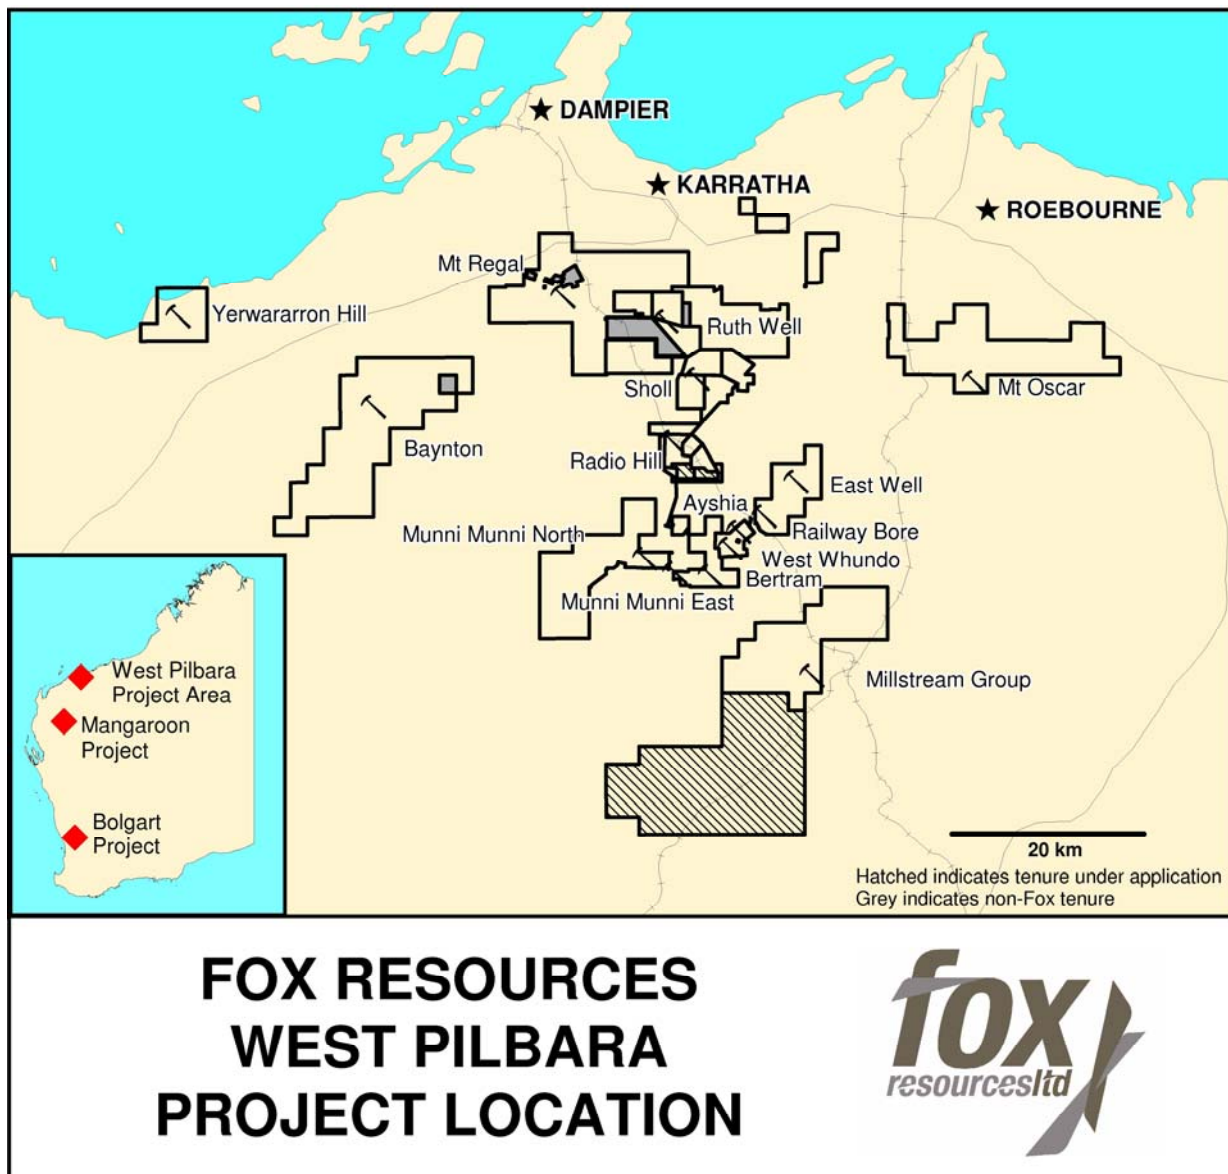 DAMPIER
KARRATHA
ROEBOURNE
Mt Regal
Yerwararron Hill
Ruth Well
Sholl
Mt Oscar
Baynton
Radio Hill
East Well
Ayshia
Munni Munni North
Railway Bore
West Whundo
Bertram
Munni Munni East
Millstream Group
West Pilbara
Project Area
Mangaroon
Project
Bolgart
Project
20 km
Hatched indicates tenure under application
Grey indicates non-Fox tenure
FOX RESOURCES
WEST PILBARA
PROJECT LOCATION
fox
resourcesltd